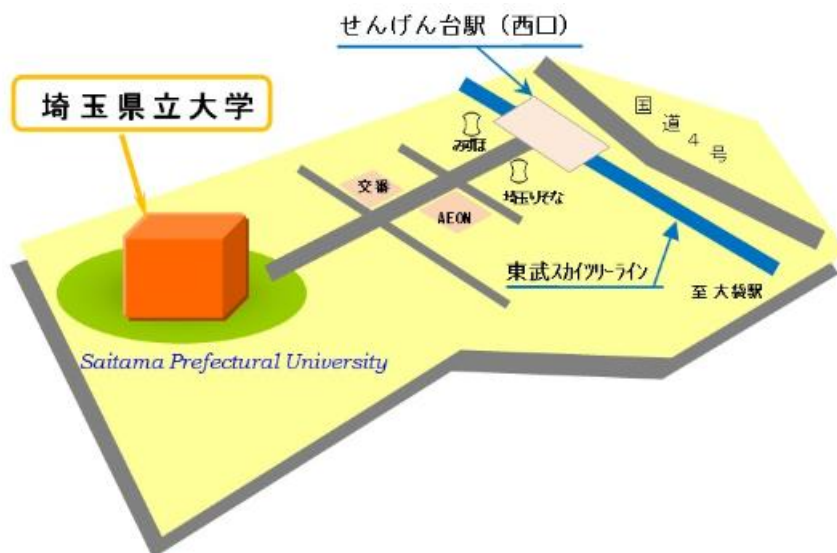 せんげん台駅（西口）
埼玉県立大学
国道4号
みずほ
埼玉りそな
交番
AEON
東武スカイツリーライン
至 大袋駅
Saitama Prefectural University